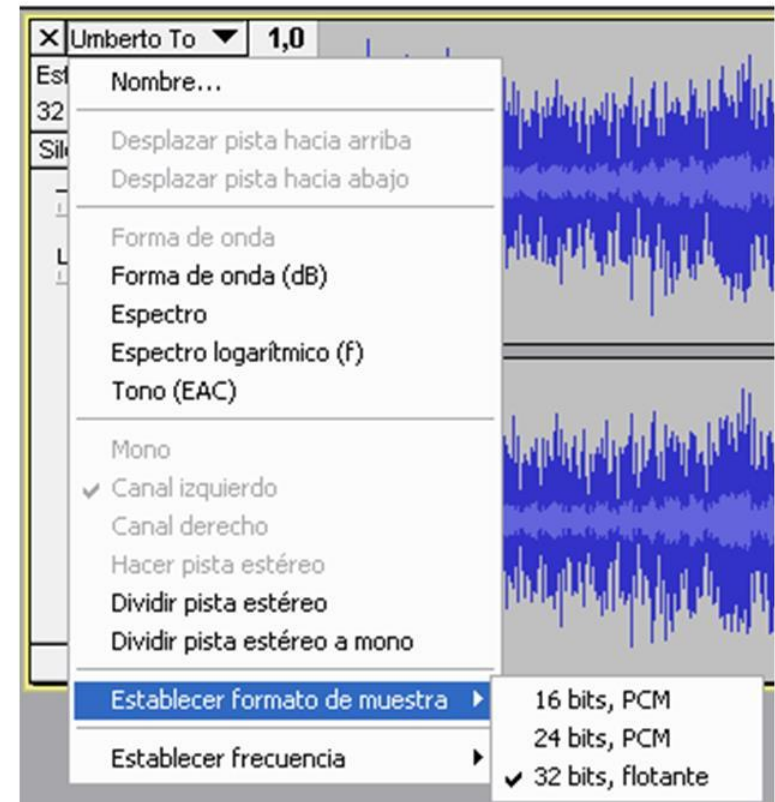 Umberto To 1,0
Est
32
Sil
L
Nombre...
Desplazar pista hacia arriba
Desplazar pista hacia abajo
Forma de onda
Forma de onda (dB)
Espectro
Espectro logarítmico (f)
Tono (EAC)
Mono
Canal izquierdo
Canal derecho
Hacer pista estéreo
Dividir pista estéreo
Dividir pista estéreo a mono
Establecer formato de muestra
Establecer frecuencia
16 bits, PCM
24 bits, PCM
32 bits, flotante